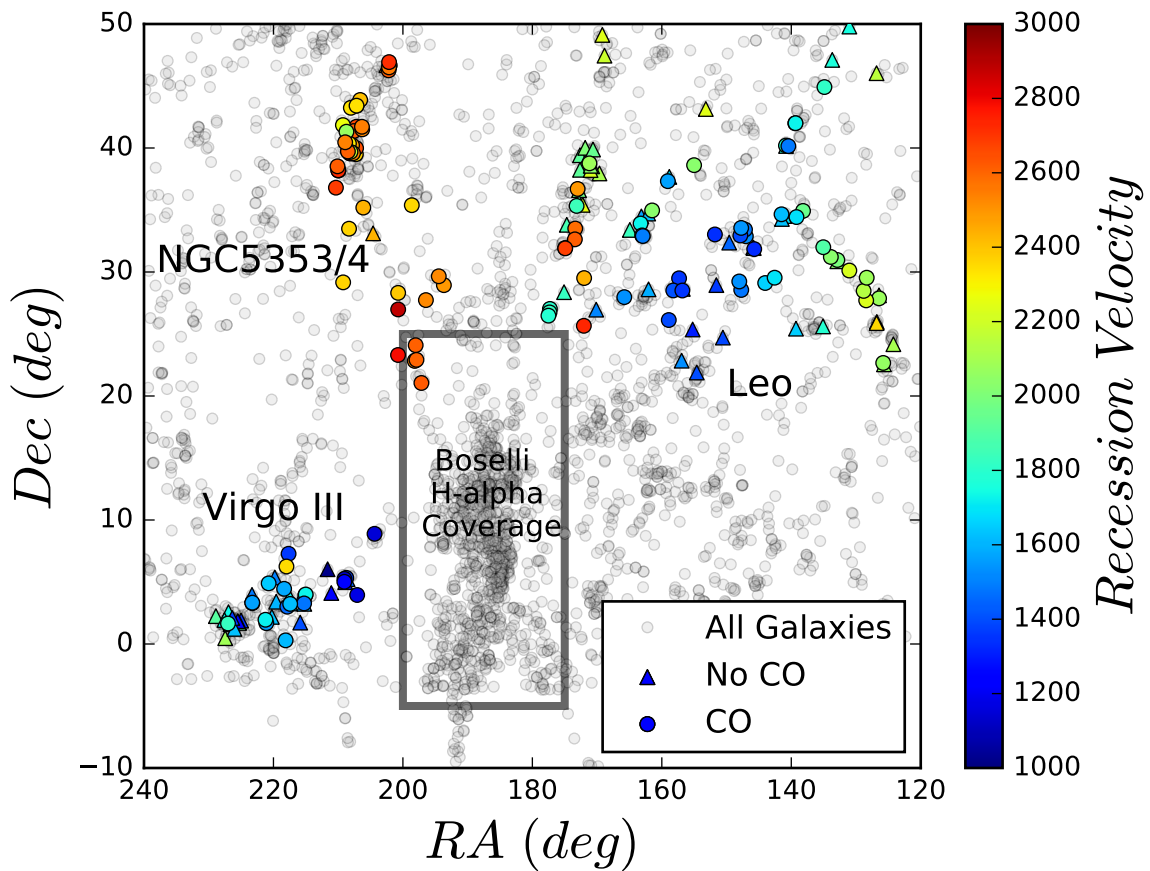 50
40
30
20
10
0
−10
240
220
200
180
160
140
120
RA (deg)
Dec (deg)
NGC5353/4
Leo
Virgo III
Boselli
H-alpha
Coverage
All Galaxies
No CO
CO
3000
2800
2600
2400
2200
2000
1800
1600
1400
1200
1000
Recession Velocity